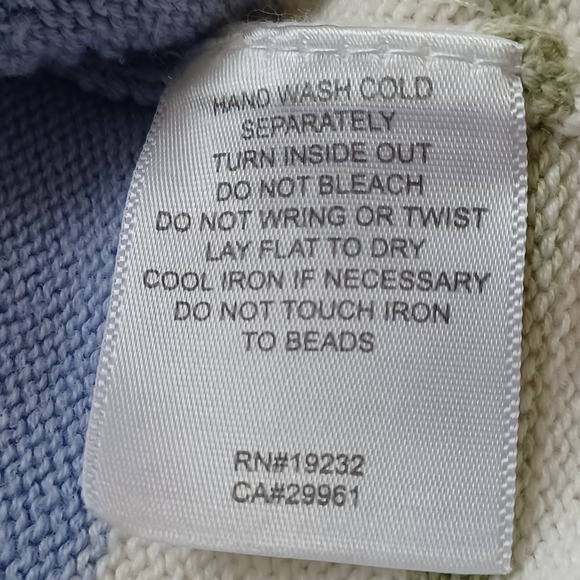 HAND WASH COLD
SEPARATELY
TURN INSIDE OUT
DO NOT BLEACH
DO NOT WRING OR TWIST
LAY FLAT TO DRY
COOL IRON IF NECESSARY
DO NOT TOUCH IRON
TO BEADS
RN#19232
CA#29961